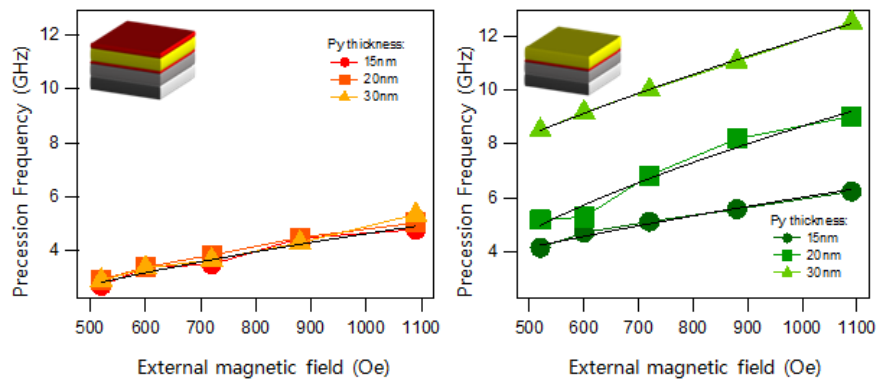 Precession Frequency (GHz)
12
10
8
6
4
Py thickness:
15nm
20nm
30nm
500 600 700 800 900 1000 1100
External magnetic field (Oe)
Precession Frequency (GHz)
12
10
8
6
4
Py thickness:
15nm
20nm
30nm
500 600 700 800 900 1000 1100
External magnetic field (Oe)